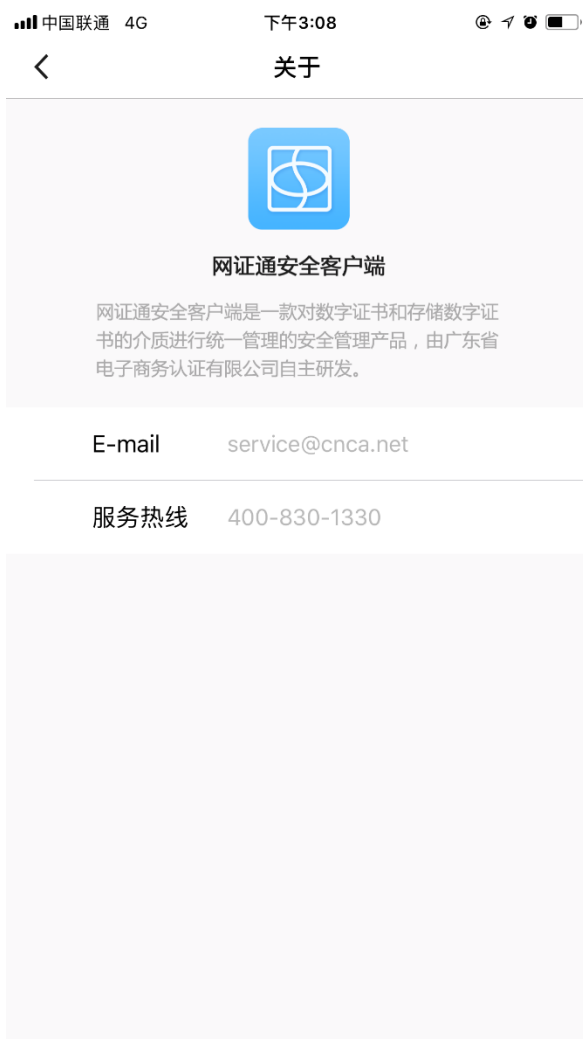 中国联通 4G 下午3:08
关于
网证通安全客户端
网证通安全客户端是一款对数字证书和存储数字证
书的介质进行统一管理的安全管理产品，由广东省
电子商务认证有限公司自主研发。
E-mail service@cnca.net
服务热线 400-830-1330